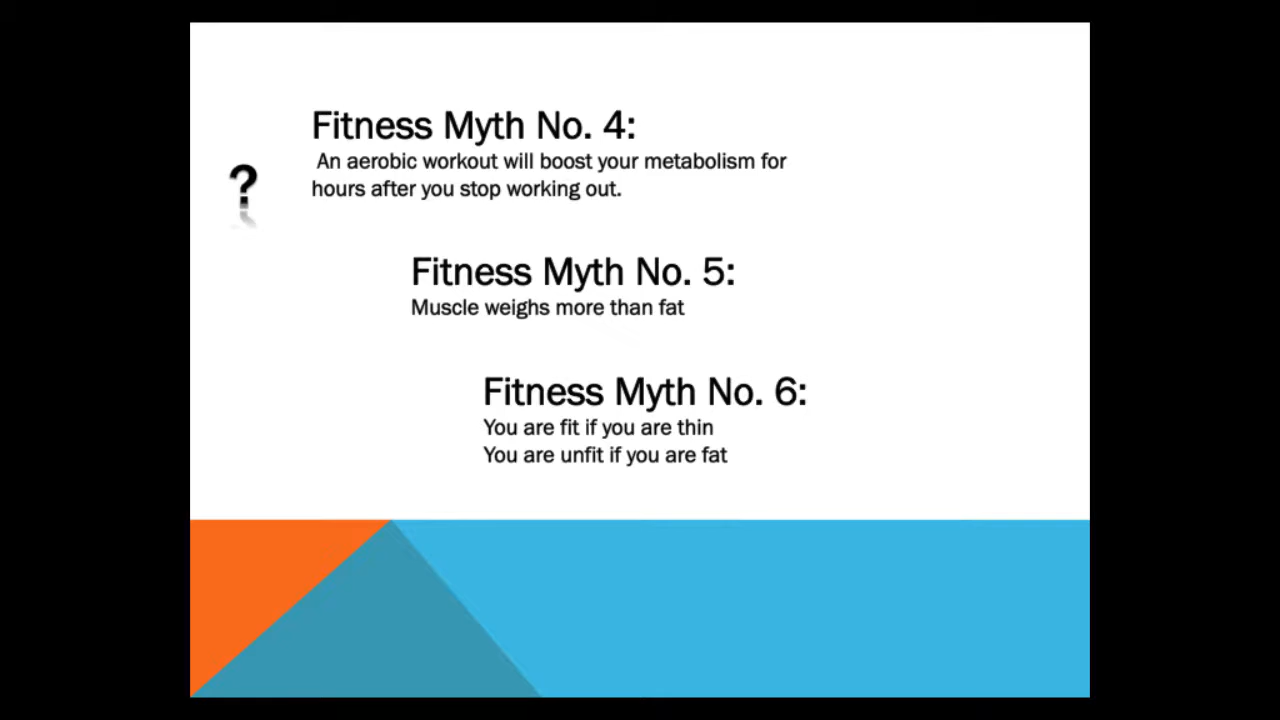 Fitness Myth No. 4:
An aerobic workout will boost your metabolism for
hours after you stop working out.
?
Fitness Myth No. 5:
Muscle weighs more than fat
Fitness Myth No. 6:
You are fit if you are thin
You are unfit if you are fat